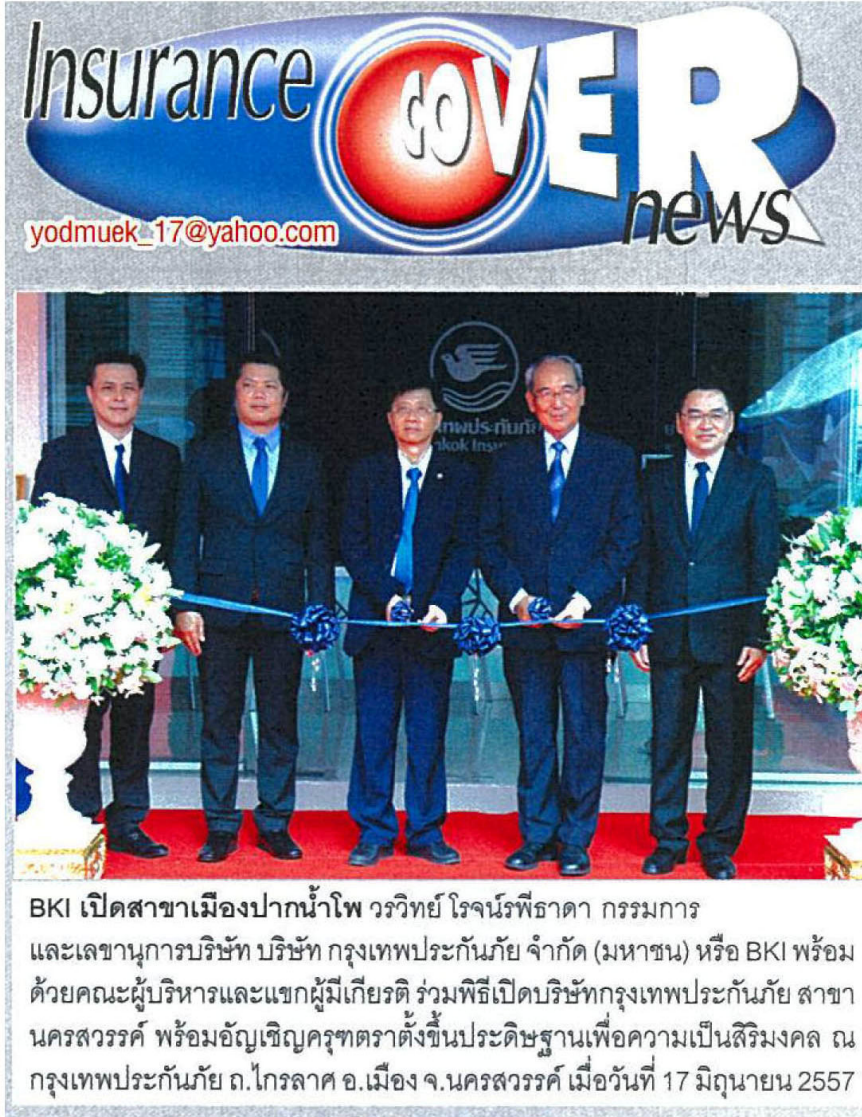 Insurance COVER
news
yodmuek_17@yahoo.com
BKI เปิดสาขาเมืองปากน้ำโพ วรวิทย์ โรจน์รพีธาดา กรรมการ
และเลขานุการบริษัท บริษัท กรุงเทพประกันภัย จำกัด (มหาชน) หรือ BKI พร้อม
ด้วยคณะผู้บริหารและแขกผู้มีเกียรติ ร่วมพิธีเปิดบริษัทกรุงเทพประกันภัย สาขา
นครสวรรค์ พร้อมอัญเชิญครุฑตราตั้งขึ้นประดิษฐานเพื่อความเป็นสิริมงคล ณ
กรุงเทพประกันภัย ถ.ไกรลาศ อ.เมือง จ.นครสวรรค์ เมื่อวันที่ 17 มิถุนายน 2557